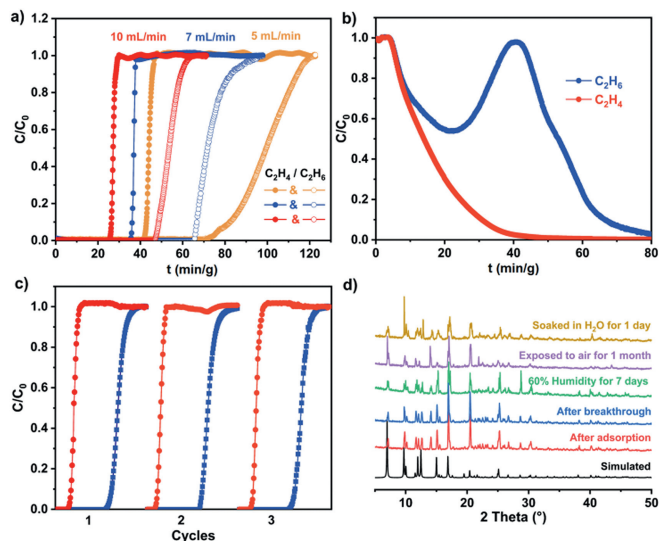 a)
10 mL/min 7 mL/min 5 mL/min
1.2
1.0
0.8
0.6
0.4
0.2
0.0
C/C0
C2H4 / C2H6
&
&
&
0 20 40 60 80 100 120
t (min/g)
b)
1.0
0.8
0.6
0.4
0.2
0.0
C/C0
C2H6
C2H4
0 20 40 60 80
t (min/g)
c)
1.2
1.0
0.8
0.6
0.4
0.2
0.0
C/C0
1 2 3
Cycles
d)
Soaked in H2O for 1 day
Exposed to air for 1 month
60% Humidity for 7 days
After breakthrough
After adsorption
Simulated
10 20 30 40 50
2 Theta (°)